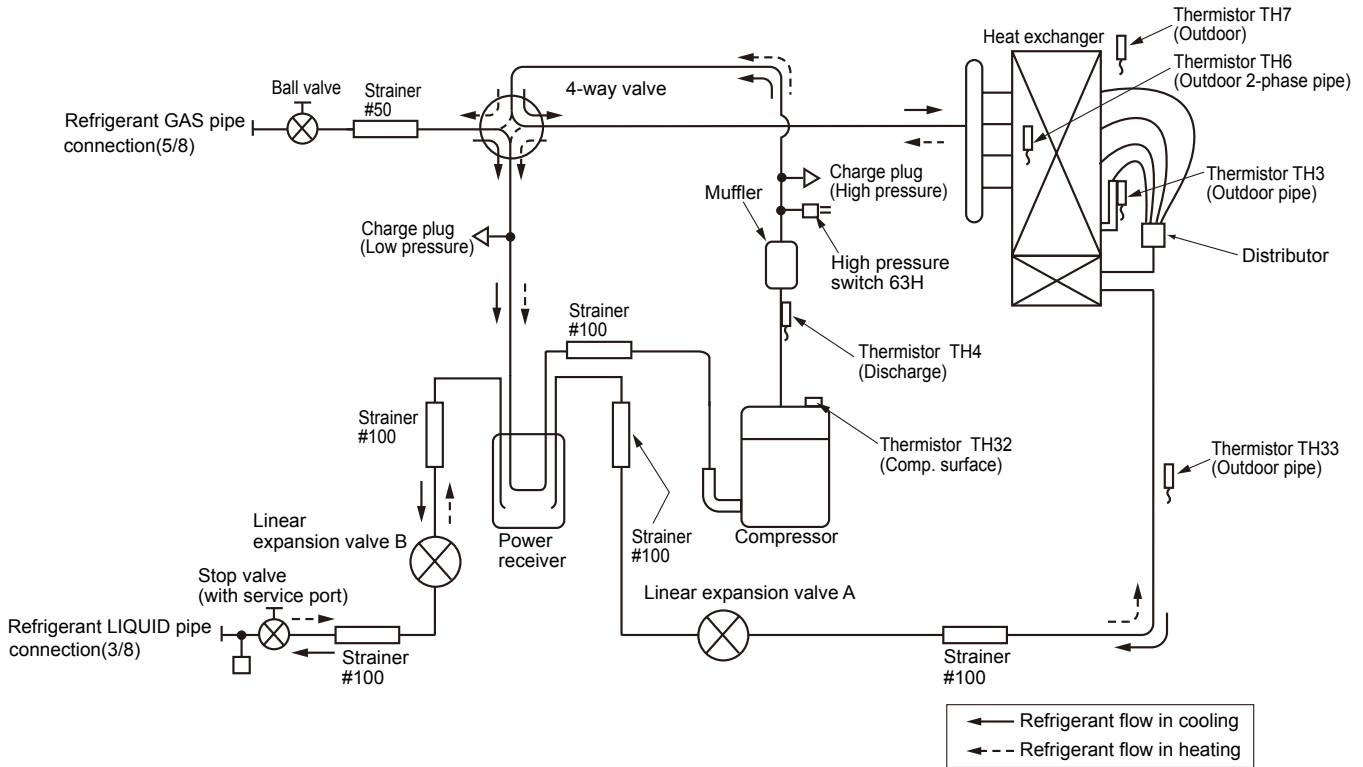 Thermistor TH7
(Outdoor)
Heat exchanger
Thermistor TH6
(Outdoor 2-phase pipe)
Ball valve
Strainer
#50
4-way valve
Refrigerant GAS pipe
connection(5/8)
Charge plug
(High pressure)
Thermistor TH3
(Outdoor pipe)
Muffler
Charge plug
(Low pressure)
High pressure
switch 63H
Distributor
Strainer
#100
Thermistor TH4
(Discharge)
Strainer
#100
Thermistor TH32
(Comp. surface)
Thermistor TH33
(Outdoor pipe)
Linear
expansion valve B
Power
receiver
Strainer
#100
Compressor
Stop valve
(with service port)
Linear expansion valve A
Refrigerant LIQUID pipe
connection(3/8)
Strainer
#100
Strainer
#100
Refrigerant flow in cooling
Refrigerant flow in heating